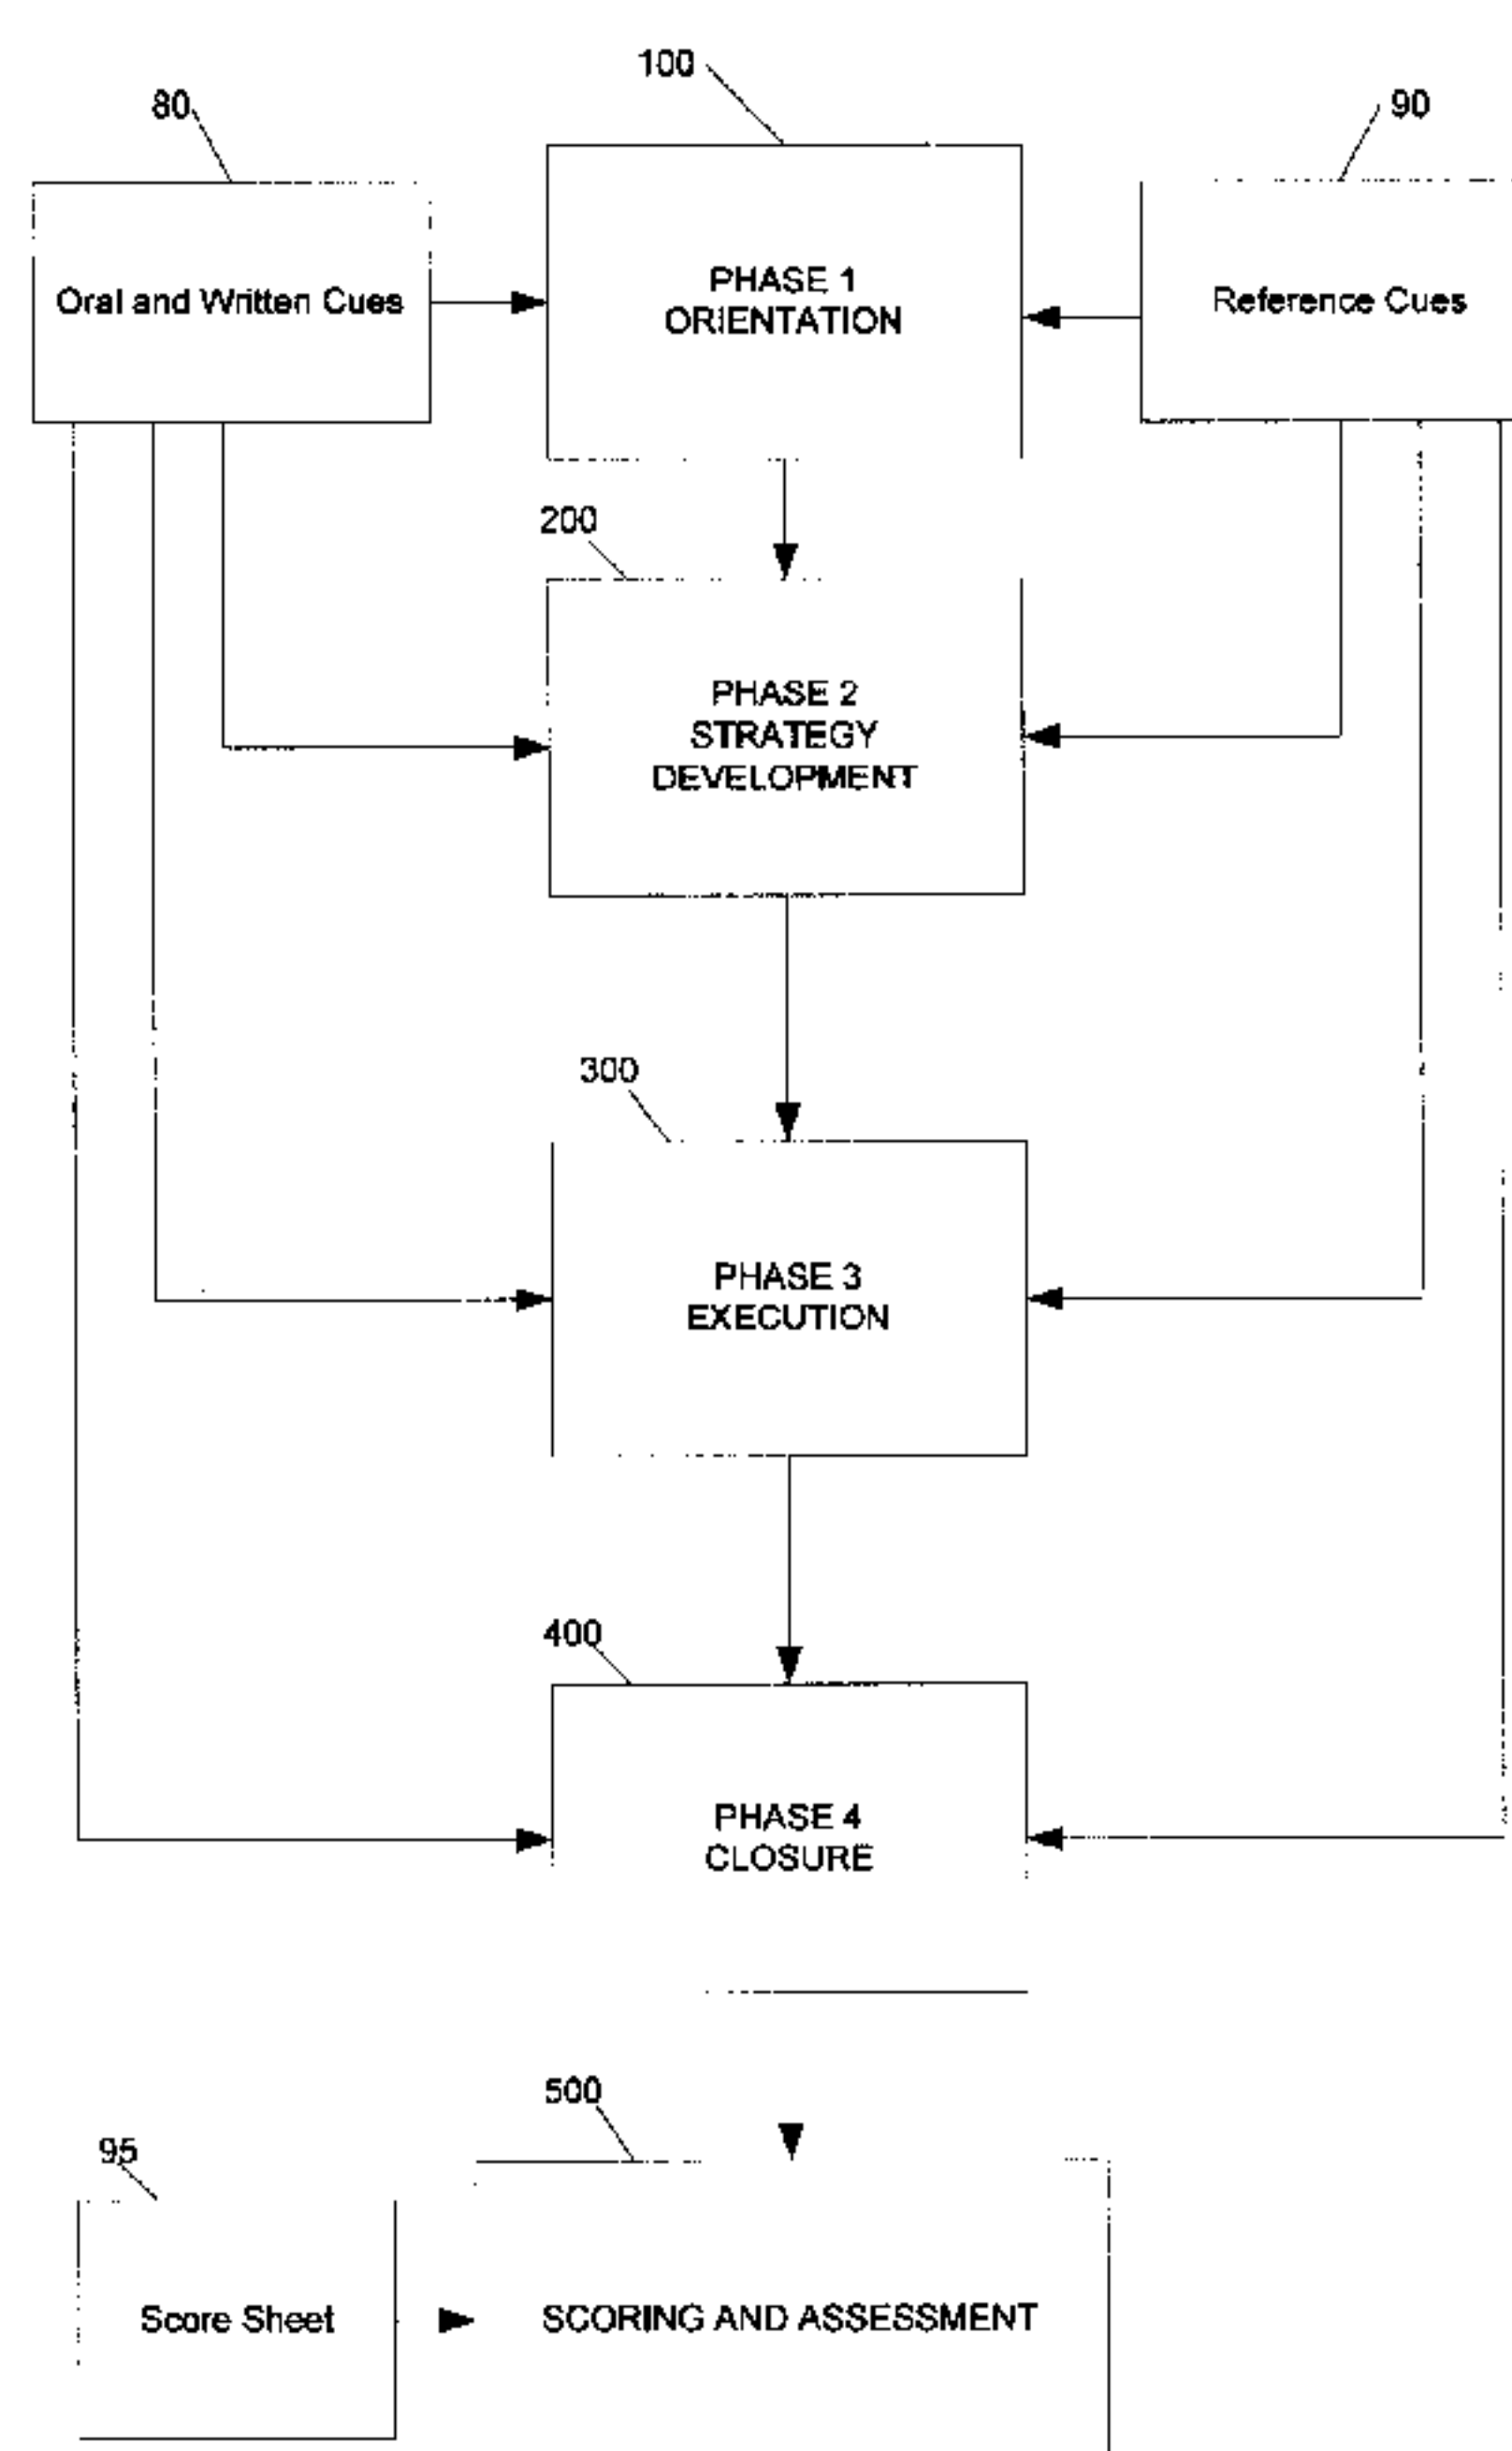 100
80
90
Oral and Written Cues
PHASE 1
ORIENTATION
Reference Cues
200
PHASE 2
STRATEGY
DEVELOPMENT
300
PHASE 3
EXECUTION
400
PHASE 4
CLOSURE
500
95
Score Sheet
SCORING AND ASSESSMENT